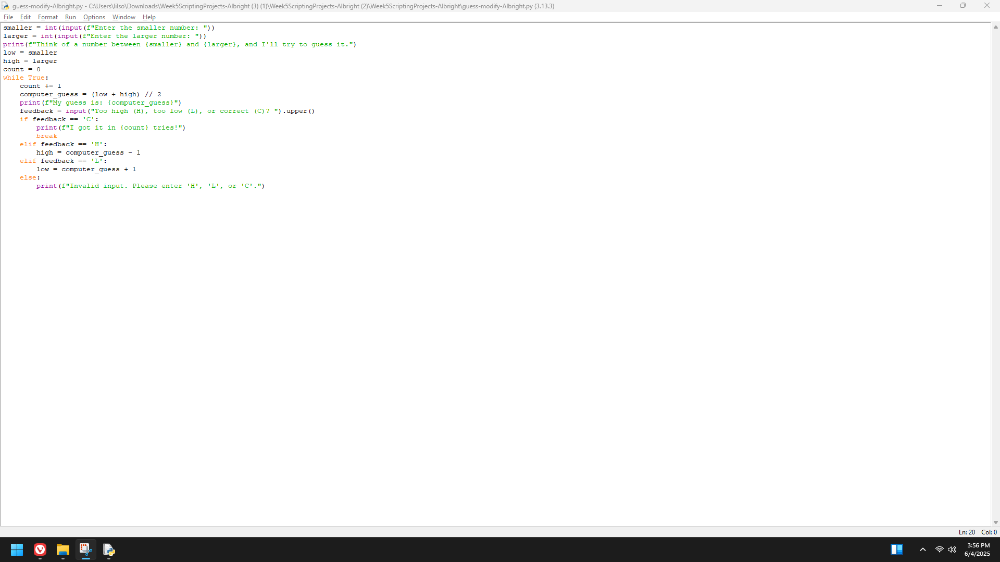 guess-modify-Albright.py - C:\Users\lilso\Downloads\Week5ScriptingProjects-Albright (3) (1)\Week5ScriptingProjects-Albright (2)\Week5ScriptingProjects-Albright\guess-modify-Albright.py (3.13.3)
File Edit Format Run Options Window Help
smaller = int(input(f"Enter the smaller number: "))
larger = int(input(f"Enter the larger number: "))
print(f"Think of a number between {smaller} and {larger}, and I'll try to guess it.")
low = smaller
high = larger
count = 0
while True:
    count += 1
    computer_guess = (low + high) // 2
    print(f"My guess is: {computer_guess}")
    feedback = input("Too high (H), too low (L), or correct (C)? ").upper()
    if feedback == 'C':
        print(f"I got it in {count} tries!")
        break
    elif feedback == 'H':
        high = computer_guess - 1
    elif feedback == 'L':
        low = computer_guess + 1
    else:
        print(f"Invalid input. Please enter 'H', 'L', or 'C'.")
Ln: 20 Col: 0
3:56 PM
6/4/2025